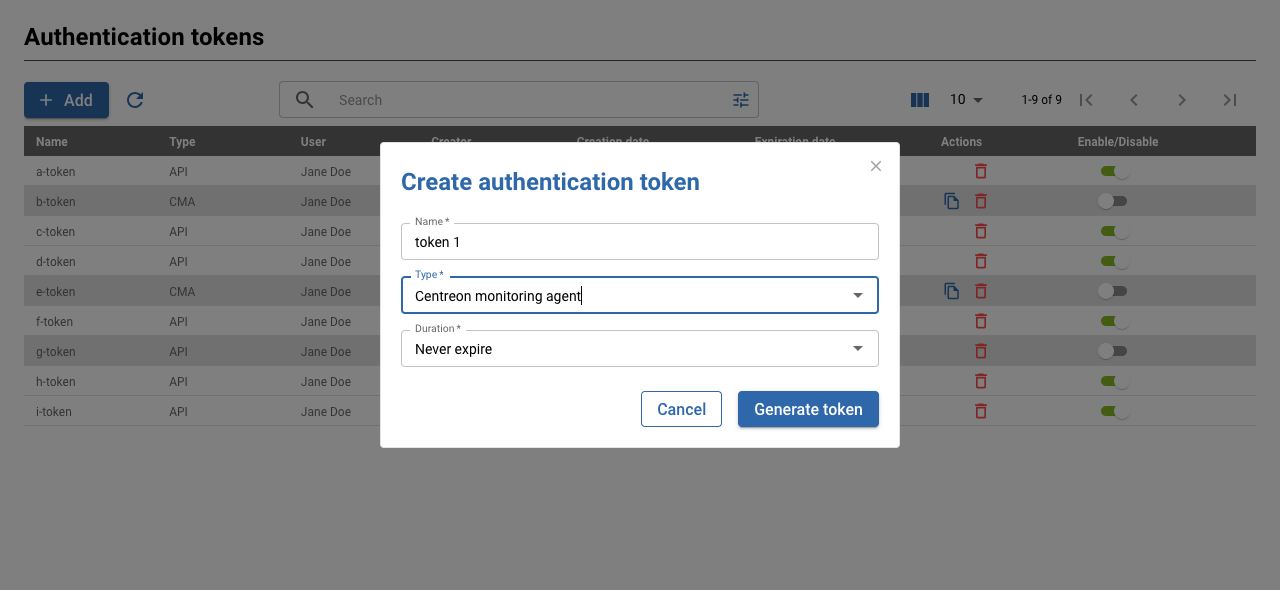 Authentication tokens
Add
Search
10
1-9 of 9
Name Type User Creator Creation date Expiration date Actions Enable/Disable
a-token API Jane Doe
b-token CMA Jane Doe
c-token API Jane Doe
d-token API Jane Doe
e-token CMA Jane Doe
f-token API Jane Doe
g-token API Jane Doe
h-token API Jane Doe
i-token API Jane Doe
Create authentication token
Name *
token 1
Type *
Centreon monitoring agent
Duration *
Never expire
Cancel Generate token